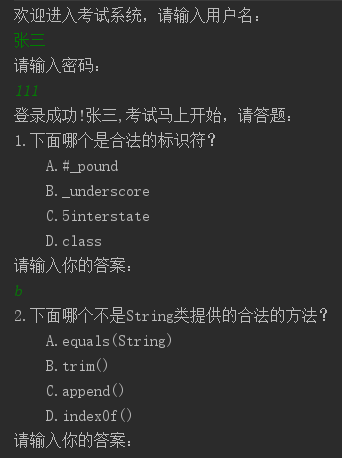 欢迎进入考试系统，请输入用户名：
张三
请输入密码：
111
登录成功!张三,考试马上开始，请答题：
1.下面哪个是合法的标识符？
A.#_pound
B._underscore
C.5interstate
D.class
请输入你的答案：
b
2.下面哪个不是String类提供的合法的方法？
A.equals(String)
B.trim()
C.append()
D.indexOf()
请输入你的答案：